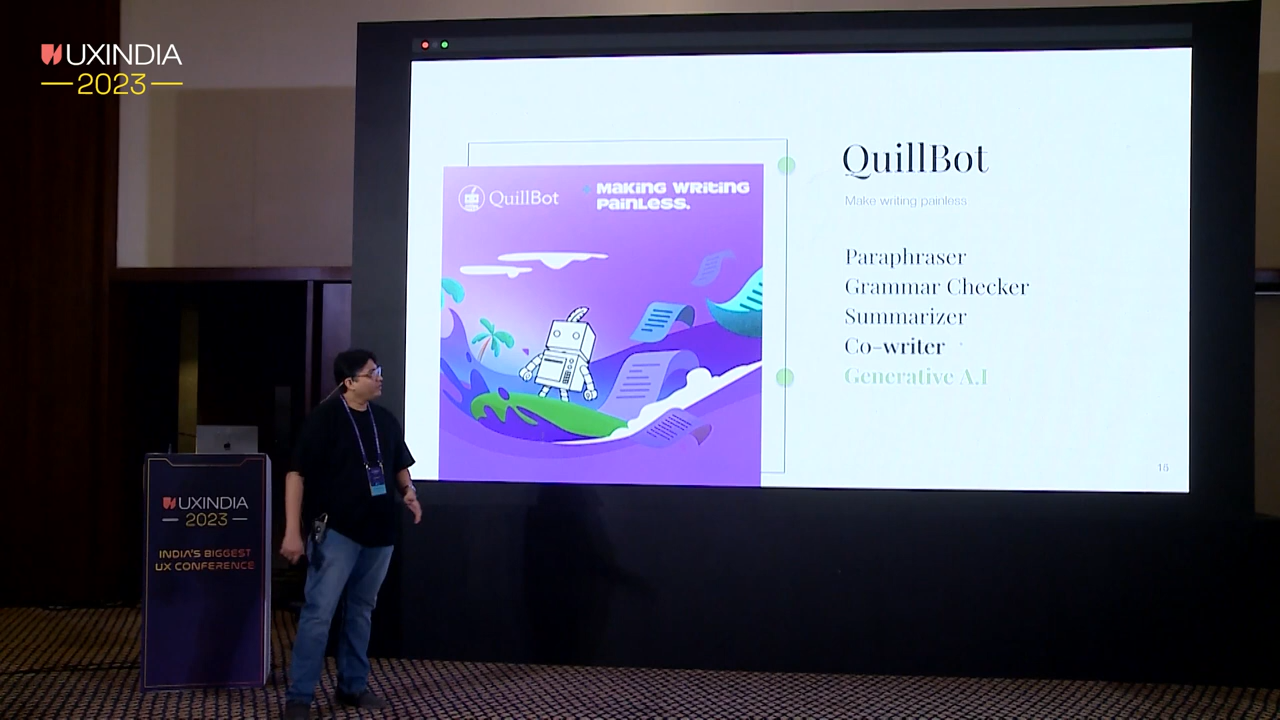 UXINDIA
2023
QuillBot
MAKING WRITING
PAINLESS.
QuillBot
Make writing painless
Paraphraser
Grammar Checker
Summarizer
Co-writer
Generative A.I
18
UXINDIA
2023
INDIA'S BIGGEST
UX CONFERENCE